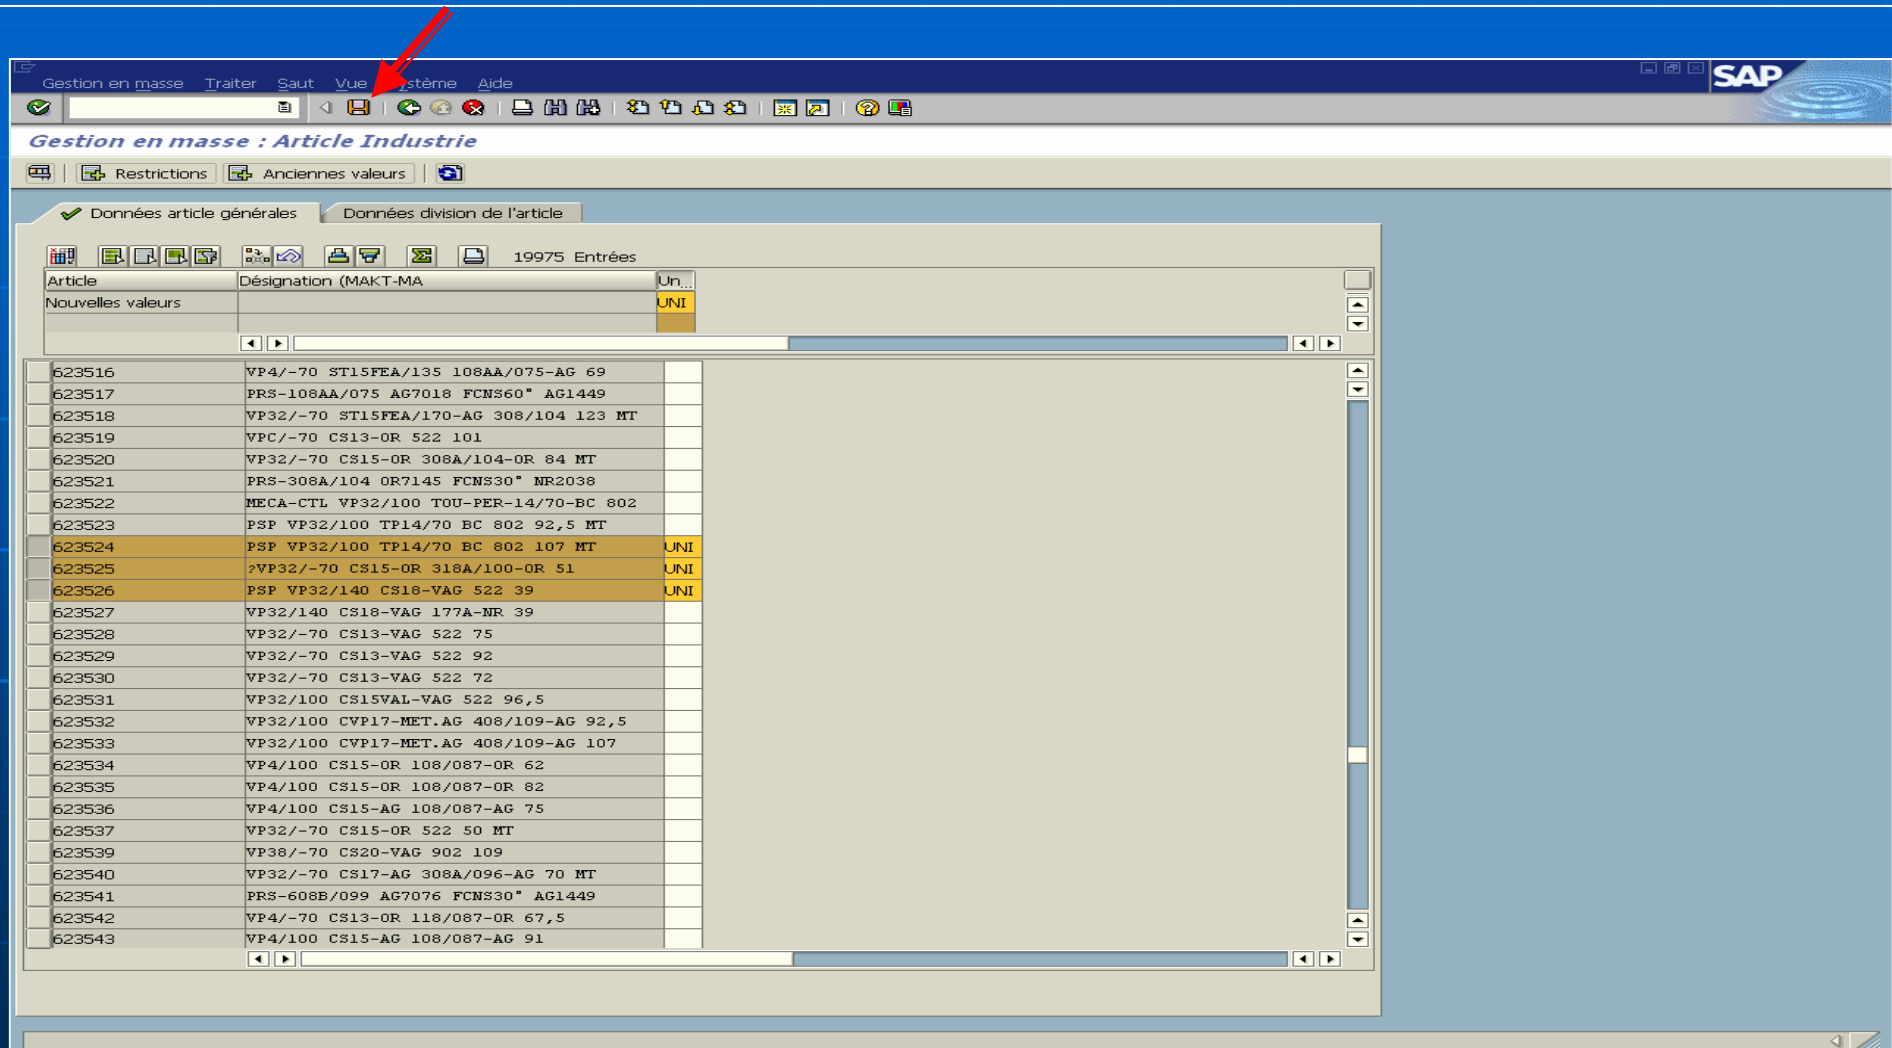 Gestion en masse Traiter Saut Vue ystème Aide
SAP
Gestion en masse : Article Industrie
Restrictions Anciennes valeurs
Données article générales Données division de l'article
19975 Entrées
Article Désignation (MAKT-MA Un...
Nouvelles valeurs UNI
623516 VP4/-70 ST15FEA/135 108AA/075-AG 69
623517 PRS-108AA/075 AG7018 FCNS60° AG1449
623518 VP32/-70 ST15FEA/170-AG 308/104 123 MT
623519 VPC/-70 CS13-OR 522 101
623520 VP32/-70 CS15-OR 308A/104-OR 84 MT
623521 PRS-308A/104 OR7145 FCNS30° NR2038
623522 MECA-CTL VP32/100 TOU-PER-14/70-BC 802
623523 PSP VP32/100 TP14/70 BC 802 92,5 MT
623524 PSP VP32/100 TP14/70 BC 802 107 MT UNI
623525 ?VP32/-70 CS15-OR 318A/100-OR 51 UNI
623526 PSP VP32/140 CS18-VAG 522 39 UNI
623527 VP32/140 CS18-VAG 177A-NR 39
623528 VP32/-70 CS13-VAG 522 75
623529 VP32/-70 CS13-VAG 522 92
623530 VP32/-70 CS13-VAG 522 72
623531 VP32/100 CS15VAL-VAG 522 96,5
623532 VP32/100 CVP17-MET.AG 408/109-AG 92,5
623533 VP32/100 CVP17-MET.AG 408/109-AG 107
623534 VP4/100 CS15-OR 108/087-OR 62
623535 VP4/100 CS15-OR 108/087-OR 82
623536 VP4/100 CS15-AG 108/087-AG 75
623537 VP32/-70 CS15-OR 522 50 MT
623539 VP38/-70 CS20-VAG 902 109
623540 VP32/-70 CS17-AG 308A/096-AG 70 MT
623541 PRS-608B/099 AG7076 FCNS30° AG1449
623542 VP4/-70 CS13-OR 118/087-OR 67,5
623543 VP4/100 CS15-AG 108/087-AG 91